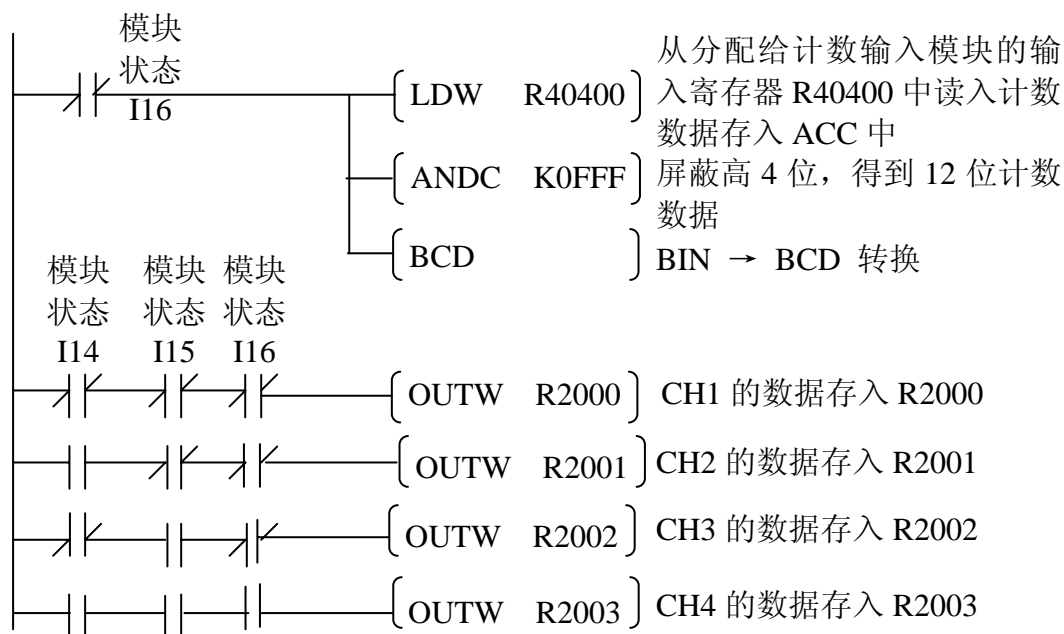 模块
状态
I16
LDW R40400
从分配给计数输入模块的输
入寄存器 R40400 中读入计数
数据存入 ACC 中
ANDC K0FFF
屏蔽高 4 位，得到 12 位计数
数据
BCD
BIN → BCD 转换
模块 模块 模块
状态 状态 状态
I14 I15 I16
OUTW R2000 CH1 的数据存入 R2000
OUTW R2001 CH2 的数据存入 R2001
OUTW R2002 CH3 的数据存入 R2002
OUTW R2003 CH4 的数据存入 R2003